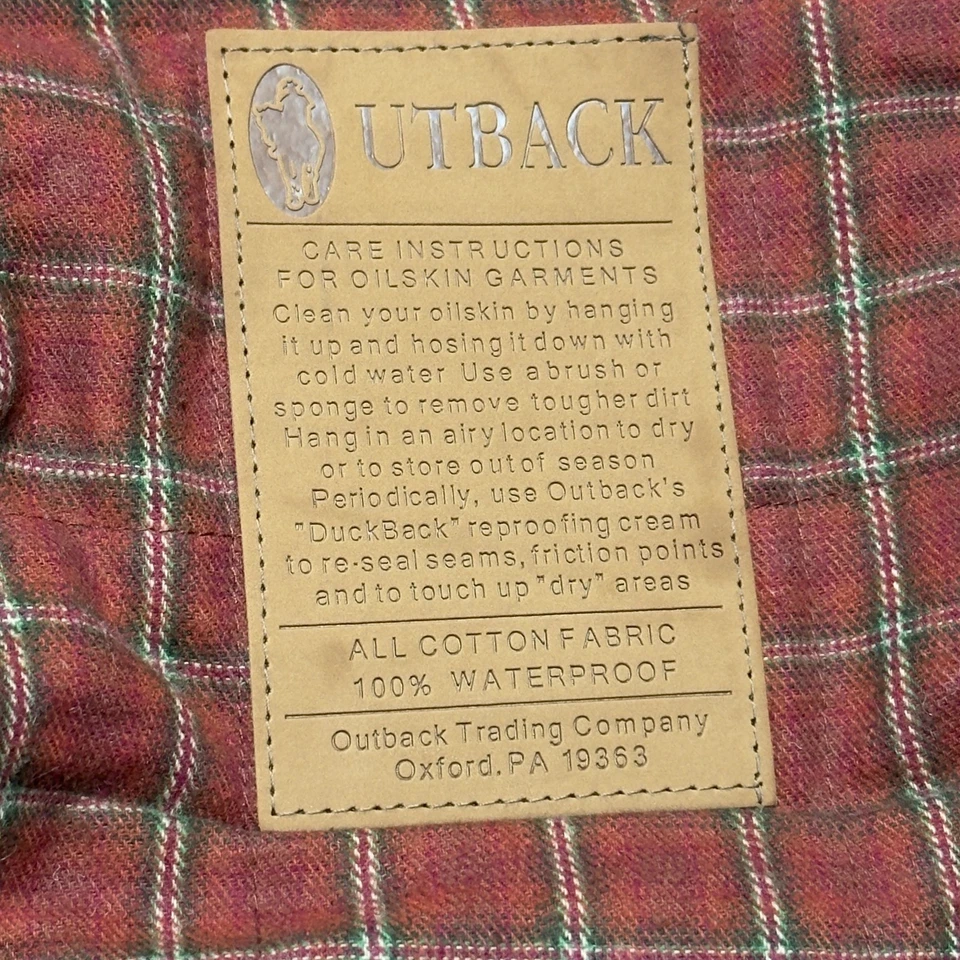 OUTBACK
CARE INSTRUCTIONS
FOR OILSKIN GARMENTS
Clean your oilskin by hanging
it up and hosing it down with
cold water Use a brush or
sponge to remove tougher dirt
Hang in an airy location to dry
or to store out of season
Periodically, use Outback's
"DuckBack" reproofing cream
to re-seal seams, friction points
and to touch up "dry" areas
ALL COTTON FABRIC
100% WATERPROOF
Outback Trading Company
Oxford. PA 19363